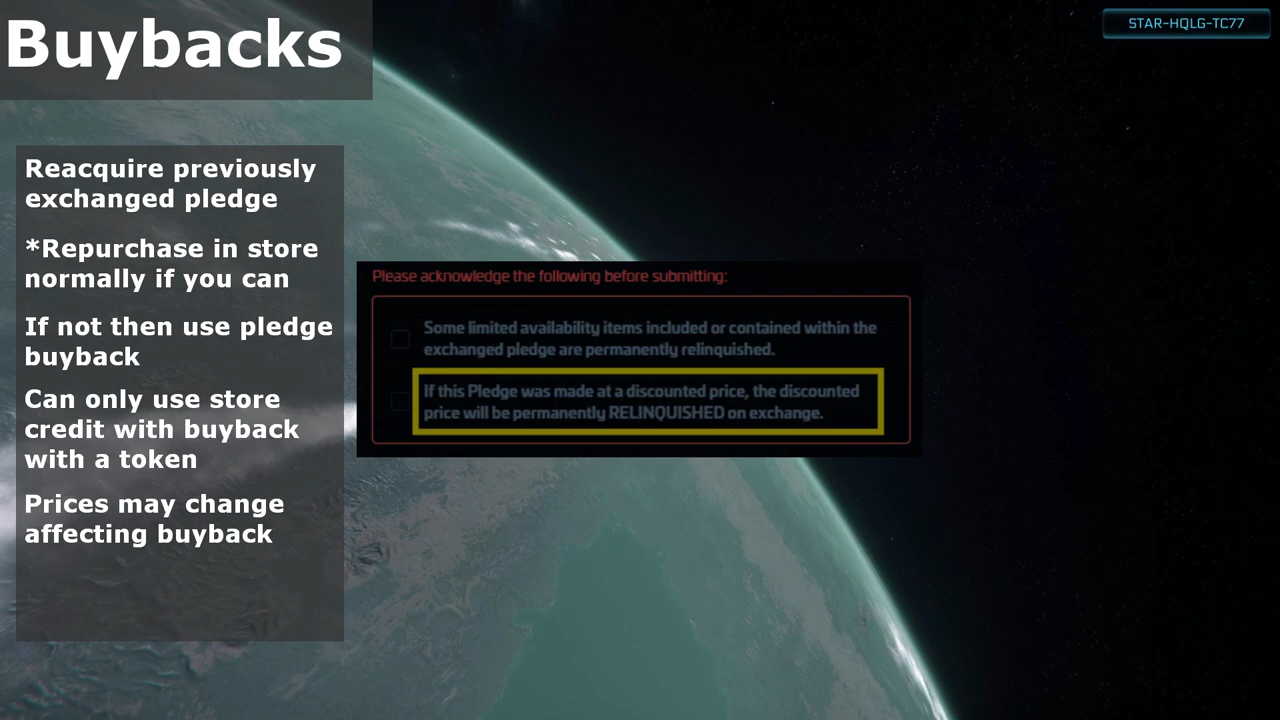 Buybacks
STAR-HQLG-TC77
Reacquire previously
exchanged pledge
*Repurchase in store
normally if you can
If not then use pledge
buyback
Can only use store
credit with buyback
with a token
Prices may change
affecting buyback
Please acknowledge the following before submitting:
Some limited availability items included or contained within the
exchanged pledge are permanently relinquished.
If this Pledge was made at a discounted price, the discounted
price will be permanently RELINQUISHED on exchange.